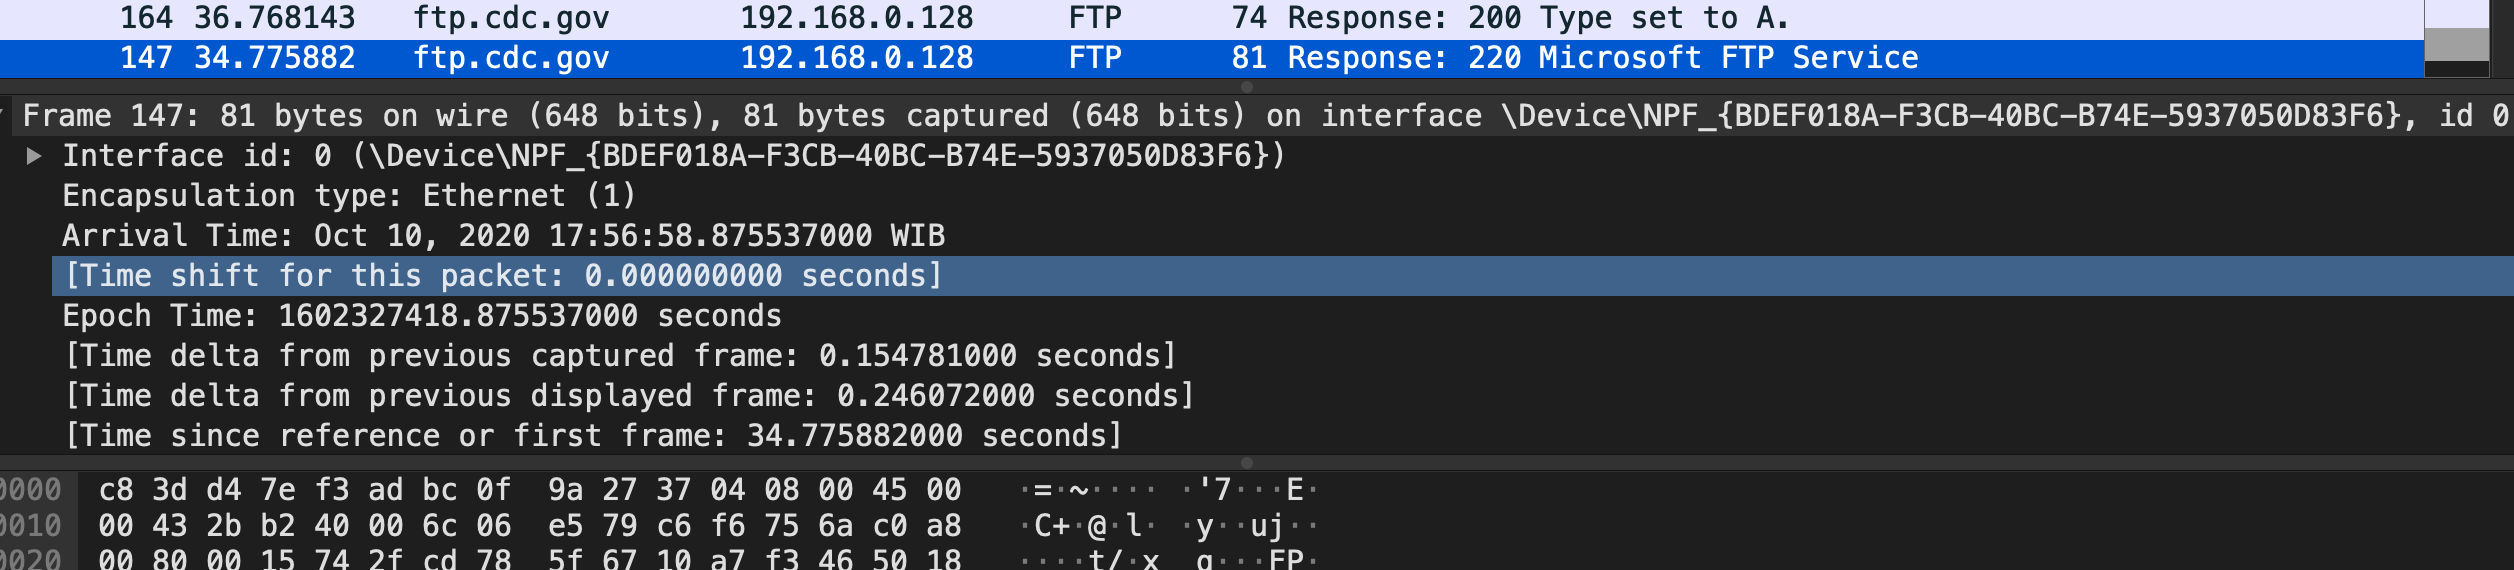 164 36.768143 ftp.cdc.gov 192.168.0.128 FTP 74 Response: 200 Type set to A.
147 34.775882 ftp.cdc.gov 192.168.0.128 FTP 81 Response: 220 Microsoft FTP Service
Frame 147: 81 bytes on wire (648 bits), 81 bytes captured (648 bits) on interface \Device\NPF_{BDEF018A-F3CB-40BC-B74E-5937050D83F6}, id 0
Interface id: 0 (\Device\NPF_{BDEF018A-F3CB-40BC-B74E-5937050D83F6})
Encapsulation type: Ethernet (1)
Arrival Time: Oct 10, 2020 17:56:58.875537000 WIB
[Time shift for this packet: 0.000000000 seconds]
Epoch Time: 1602327418.875537000 seconds
[Time delta from previous captured frame: 0.154781000 seconds]
[Time delta from previous displayed frame: 0.246072000 seconds]
[Time since reference or first frame: 34.775882000 seconds]
0000 c8 3d d4 7e f3 ad bc 0f 9a 27 37 04 08 00 45 00 ·=·~···· ·'7···E·
0010 00 43 2b b2 40 00 6c 06 e5 79 c6 f6 75 6a c0 a8 ·C+·@·l· ·y··uj··
0020 00 80 00 15 74 2f cd 78 5f 67 10 a7 f3 46 50 18 ····t/·x _g···FP·